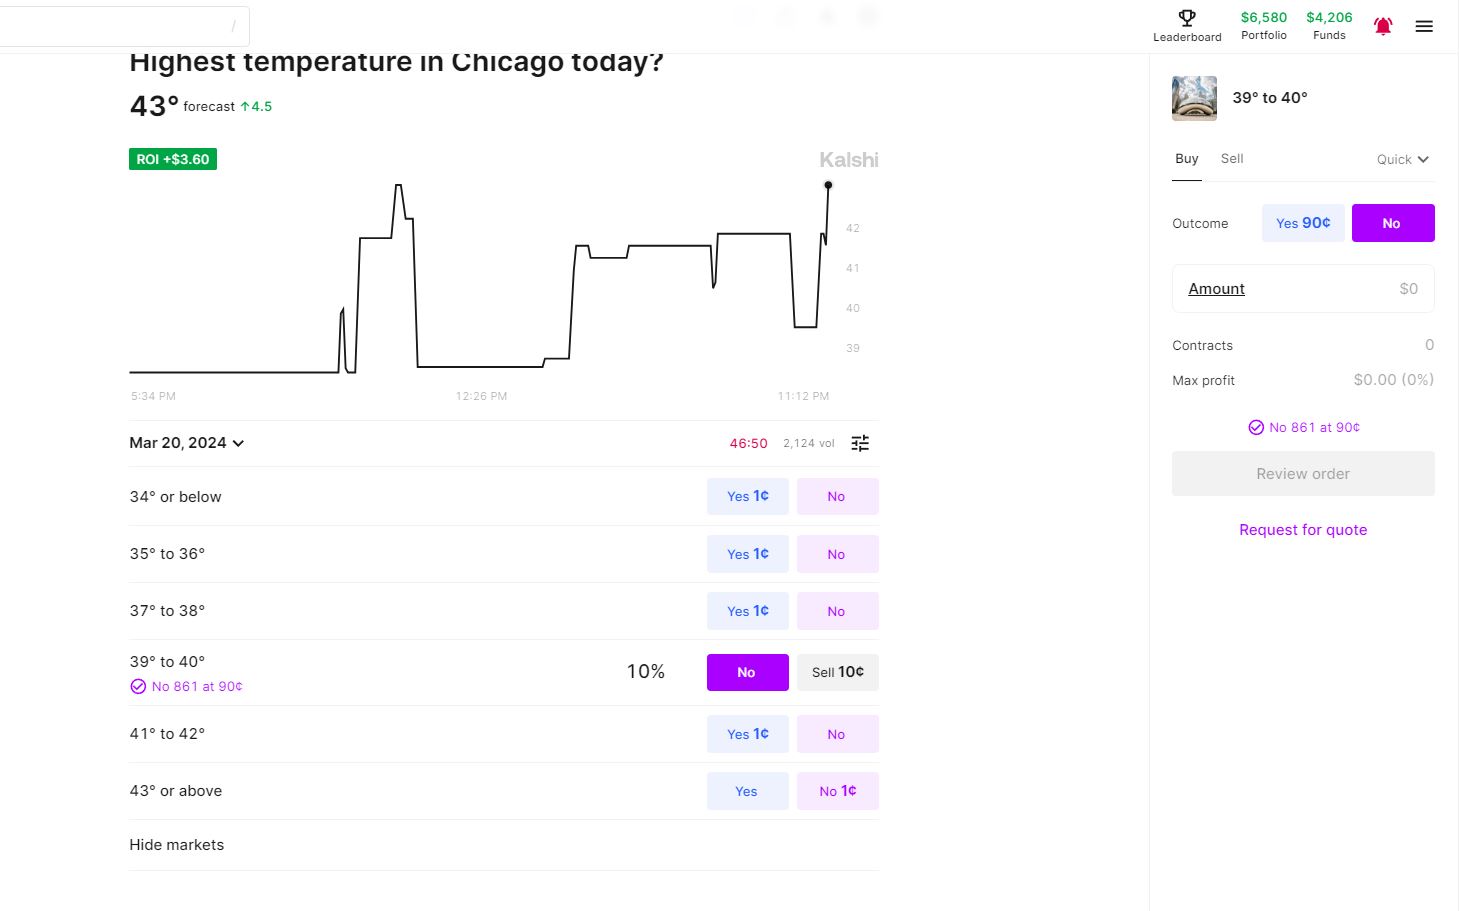 /
Leaderboard
$6,580
Portfolio
$4,206
Funds
Highest temperature in Chicago today?
43° forecast ↑4.5
ROI +$3.60
Kalshi
42
41
40
39
5:34 PM
12:26 PM
11:12 PM
Mar 20, 2024
46:50
2,124 vol
34° or below
Yes 1¢
No
35° to 36°
Yes 1¢
No
37° to 38°
Yes 1¢
No
39° to 40°
No 861 at 90¢
10%
No
Sell 10¢
41° to 42°
Yes 1¢
No
43° or above
Yes
No 1¢
Hide markets
39° to 40°
Buy
Sell
Quick
Outcome
Yes 90¢
No
Amount
$0
Contracts
0
Max profit
$0.00 (0%)
No 861 at 90¢
Review order
Request for quote